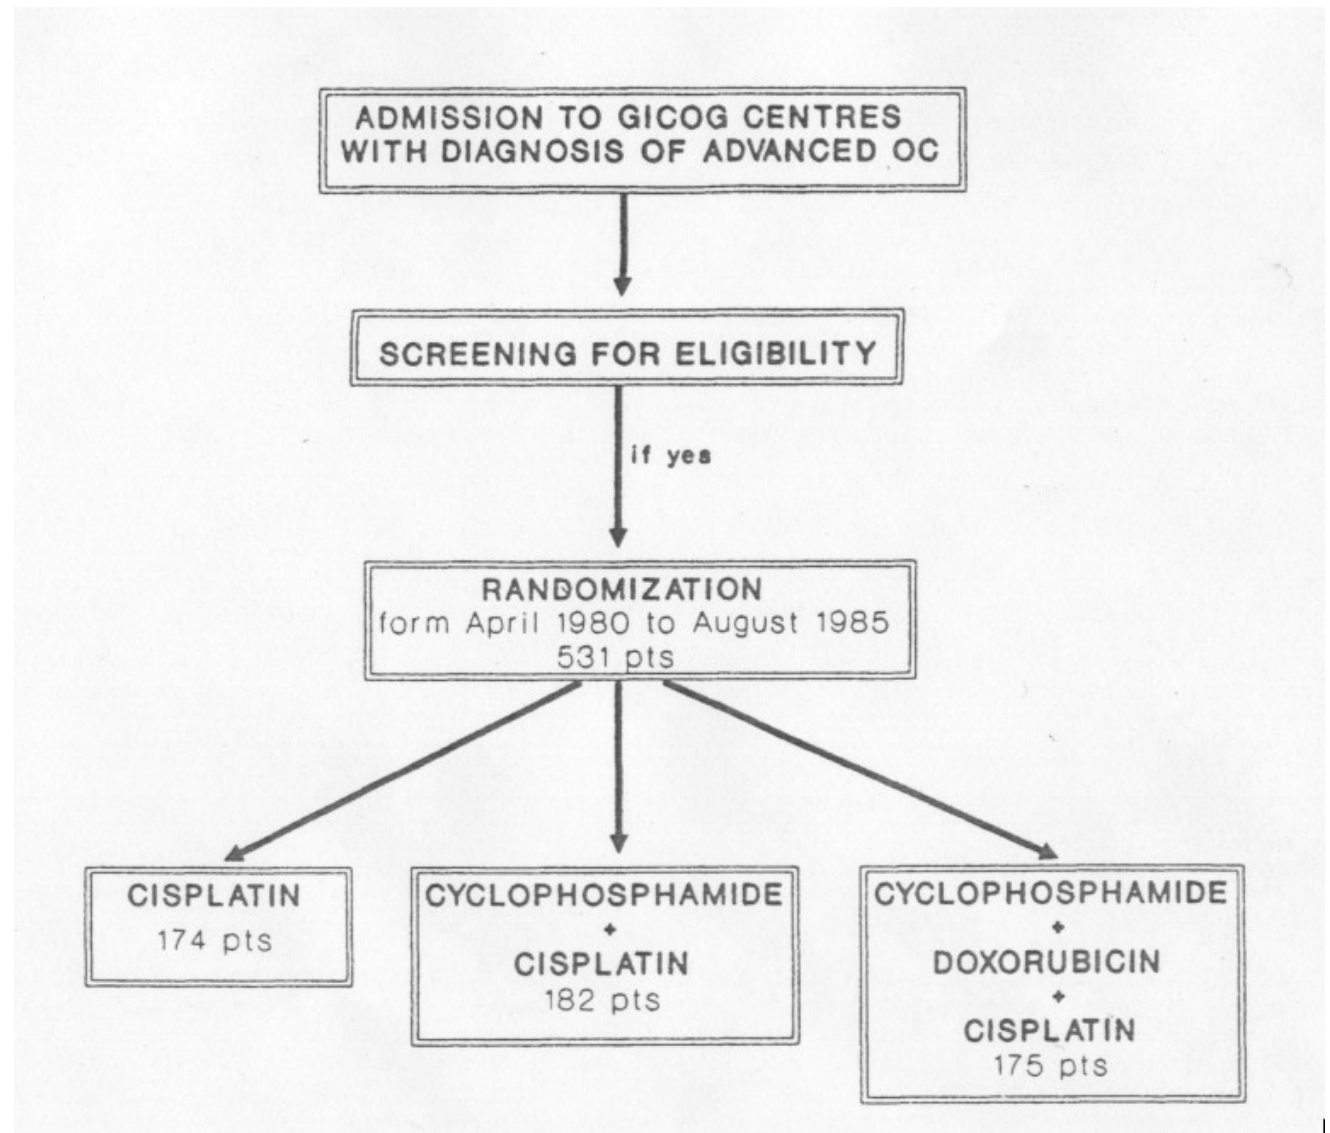 ADMISSION TO GICOG CENTRES
WITH DIAGNOSIS OF ADVANCED OC
SCREENING FOR ELIGIBILITY
if yes
RANDOMIZATION
form April 1980 to August 1985
531 pts
CISPLATIN
174 pts
CYCLOPHOSPHAMIDE
+
CISPLATIN
182 pts
CYCLOPHOSPHAMIDE
+
DOXORUBICIN
+
CISPLATIN
175 pts